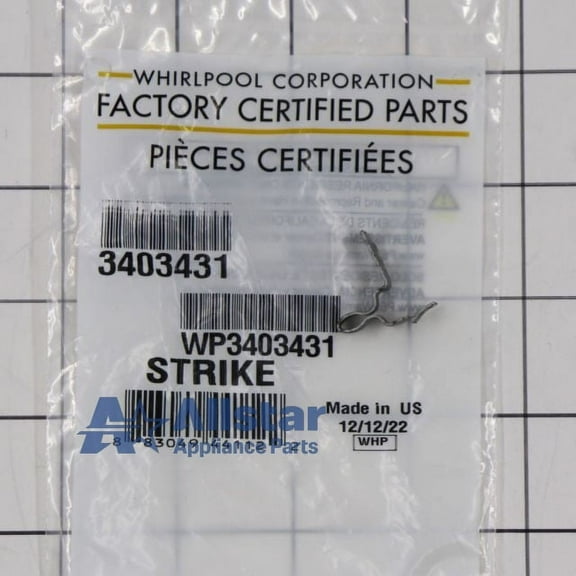 WHIRLPOOL CORPORATION
FACTORY CERTIFIED PARTS
PIÈCES CERTIFIÉES
3403431
WP3403431
STRIKE
Allstar
Appliance Parts
Made in US
12/12/22
WHP